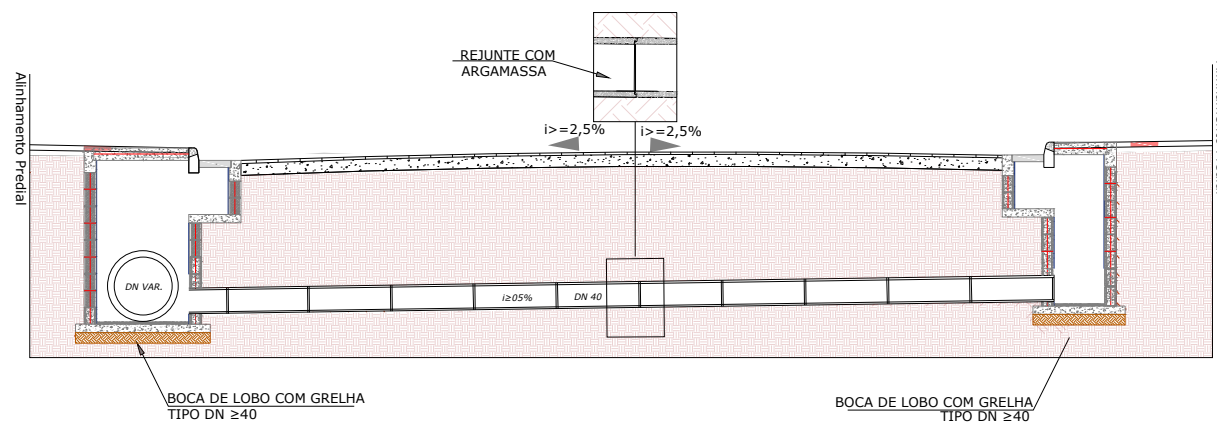 REJUNTE COM
ARGAMASSA
i>=2,5% i>=2,5%
Alinhamento Predial
DN VAR.
i≥05% DN 40
BOCA DE LOBO COM GRELHA
TIPO DN ≥40
BOCA DE LOBO COM GRELHA
TIPO DN ≥40